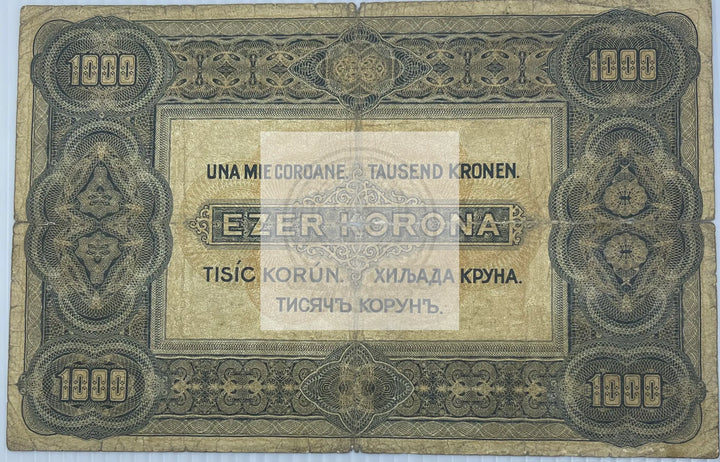 1000 1000
UNA MIE COROANE. TAUSEND KRONEN.
EZER KORONA
TISÍC KORÚN. ХИЉАДА КРУНА.
ТИСЯЧЪ КОРУНЪ.
1000 1000